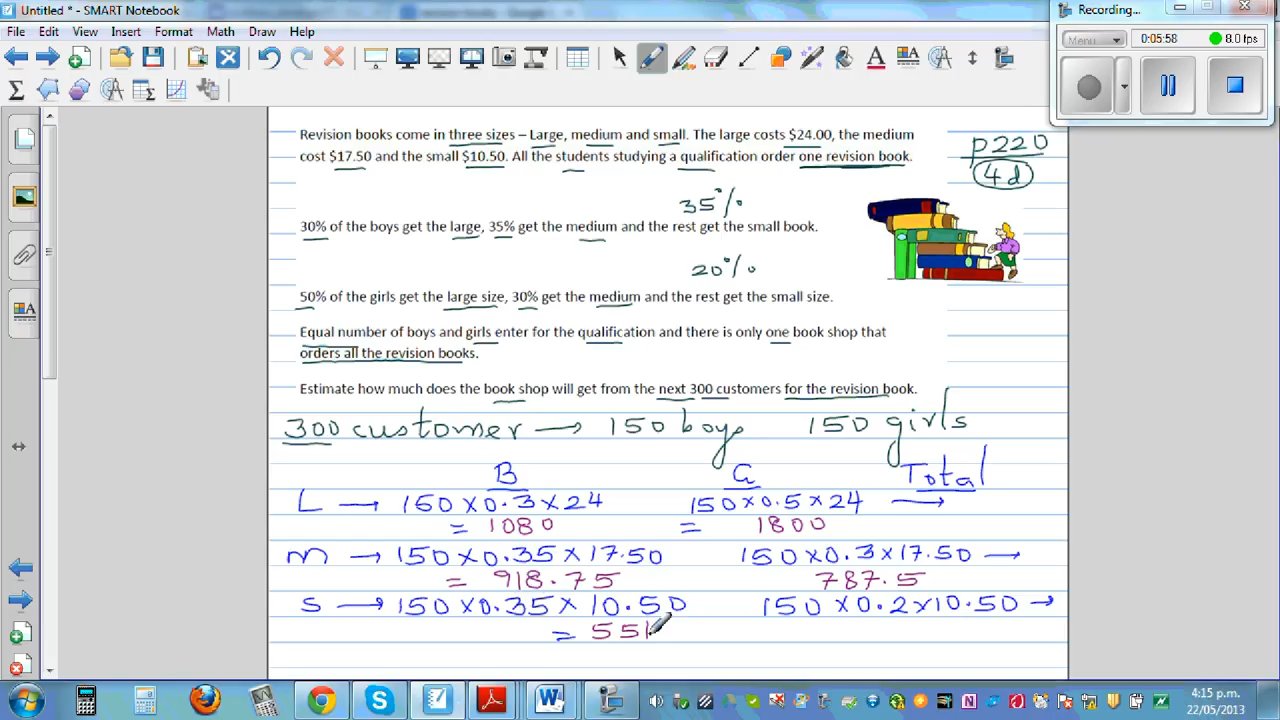 Untitled * - SMART Notebook
Recording...
File Edit View Insert Format Math Draw Help
Menu
0:05:58
8.0 fps
Revision books come in three sizes – Large, medium and small. The large costs $24.00, the medium
cost $17.50 and the small $10.50. All the students studying a qualification order one revision book.
p220
4d
35%
30% of the boys get the large, 35% get the medium and the rest get the small book.
20%
50% of the girls get the large size, 30% get the medium and the rest get the small size.
Equal number of boys and girls enter for the qualification and there is only one book shop that
orders all the revision books.
Estimate how much does the book shop will get from the next 300 customers for the revision book.
300 customer → 150 boys 150 girls
B G Total
L → 150 × 0.3 × 24 150 × 0.5 × 24 →
= 1080 = 1800
m → 150 × 0.35 × 17.50 150 × 0.3 × 17.50 →
= 918.75 787.5
S → 150 × 0.35 × 10.50 150 × 0.2 × 10.50 →
= 551
4:15 p.m.
22/05/2013